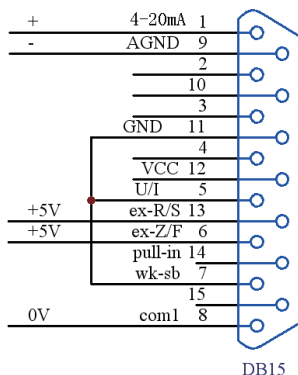 + 4-20mA 1
- AGND 9
2
10
3
GND 11
4
VCC 12
U/I 5
+5V ex-R/S 13
+5V ex-Z/F 6
pull-in 14
wk-sb 7
15
0V com1 8
DB15